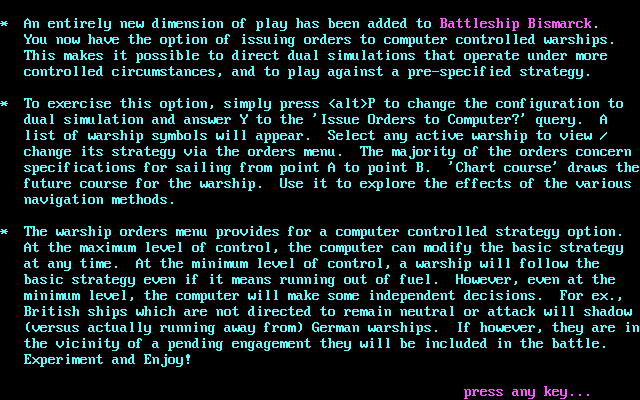 * An entirely new dimension of play has been added to Battleship Bismarck.
You now have the option of issuing orders to computer controlled warships.
This makes it possible to direct dual simulations that operate under more
controlled circumstances, and to play against a pre-specified strategy.
* To exercise this option, simply press <alt>P to change the configuration to
dual simulation and answer Y to the 'Issue Orders to Computer?' query. A
list of warship symbols will appear. Select any active warship to view /
change its strategy via the orders menu. The majority of the orders concern
specifications for sailing from point A to point B. 'Chart course' draws the
future course for the warship. Use it to explore the effects of the various
navigation methods.
* The warship orders menu provides for a computer controlled strategy option.
At the maximum level of control, the computer can modify the basic strategy
at any time. At the minimum level of control, a warship will follow the
basic strategy even if it means running out of fuel. However, even at the
minimum level, the computer will make some independent decisions. For ex.,
British ships which are not directed to remain neutral or attack will shadow
(versus actually running away from) German warships. If however, they are in
the vicinity of a pending engagement they will be included in the battle.
Experiment and Enjoy!
press any key...